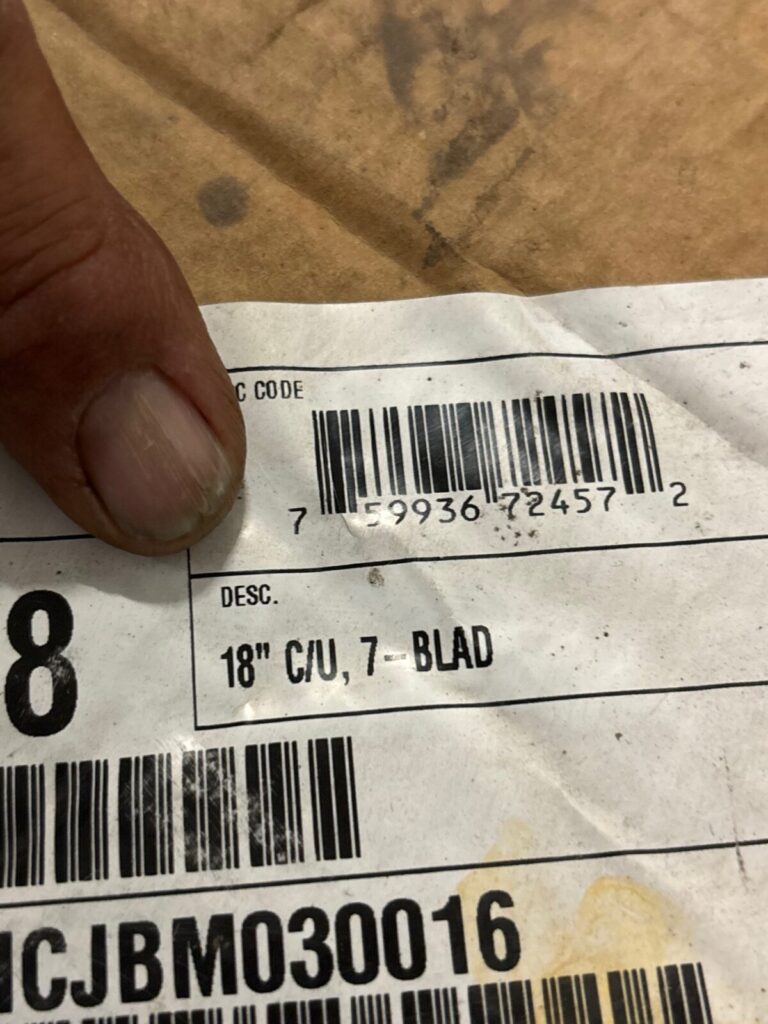 C CODE
7 59936 72457 2
DESC.
18" C/U, 7-BLAD
8
CJBM030016